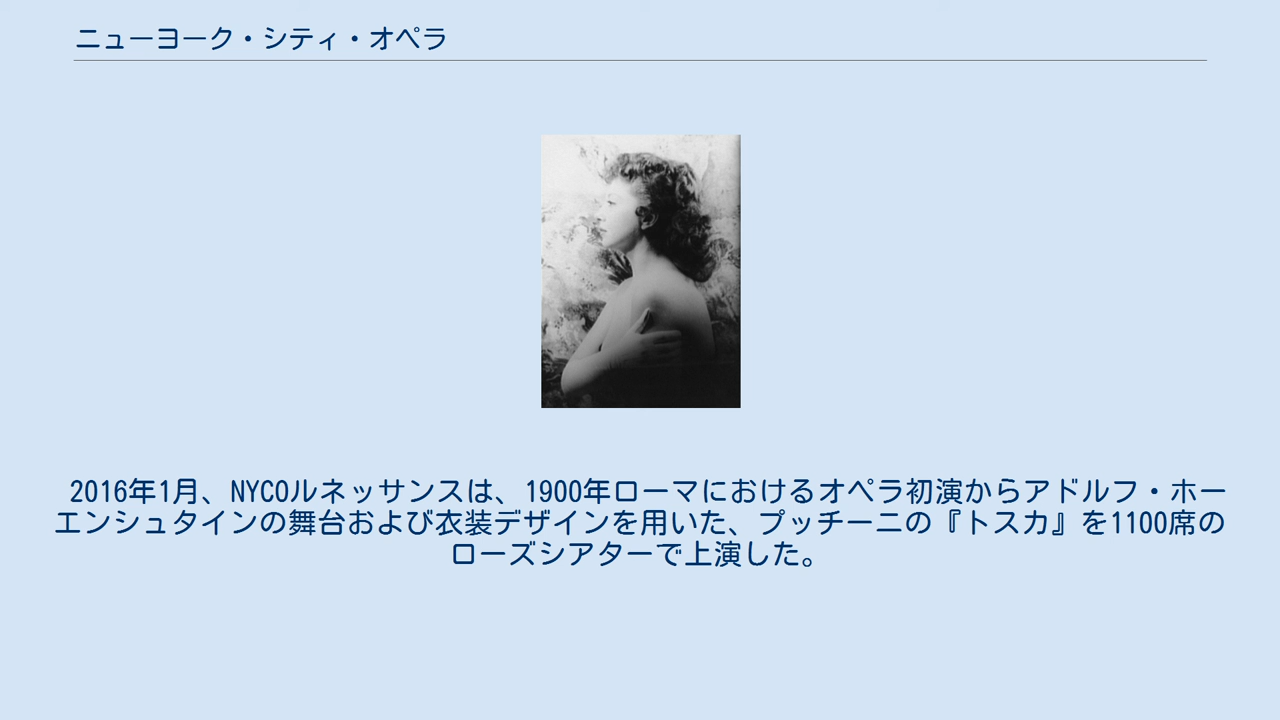 ニューヨーク・シティ・オペラ
2016年1月、NYCOルネッサンスは、1900年ローマにおけるオペラ初演からアドルフ・ホー
エンシュタインの舞台および衣装デザインを用いた、プッチーニの『トスカ』を1100席の
ローズシアターで上演した。